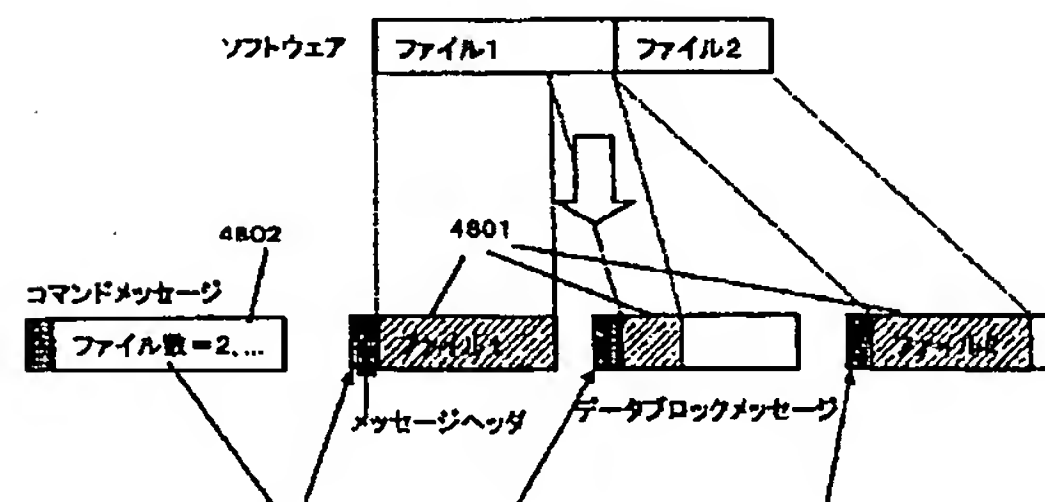 ソフトウェア
ファイル1
ファイル2
4802
4801
コマンドメッセージ
ファイル数=2,...
メッセージヘッダ
データブロックメッセージ